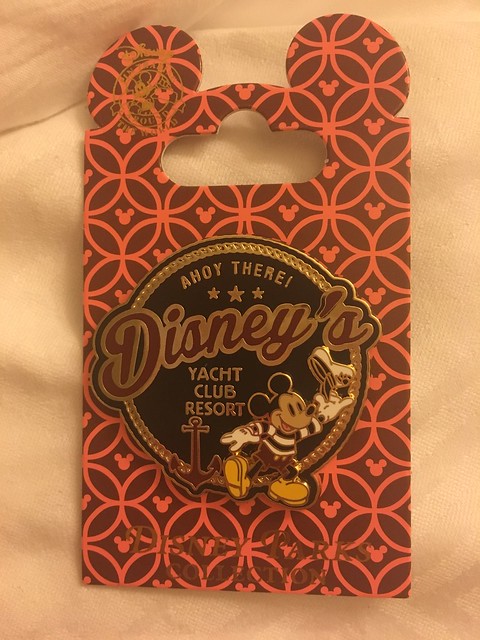 AHOY THERE!
Disney's
YACHT
CLUB
RESORT
DISNEY PARKS
COLLECTION